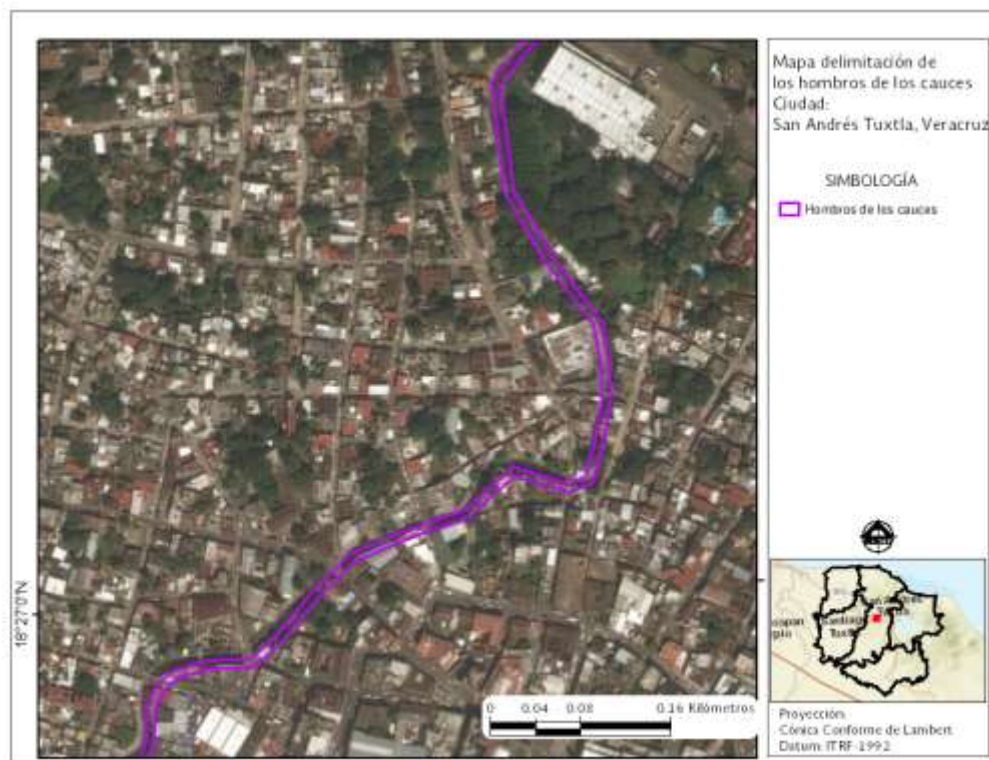 Mapa delimitación de
los hombros de los cauces
Ciudad:
San Andrés Tuxtla, Veracruz
SIMBOLOGÍA
Hombros de los cauces
18°27'0"N
0 0.04 0.08 0.16 Kilómetros
Santiago
Proyección:
Cónica Conforme de Lambert
Datum: ITRF-1992